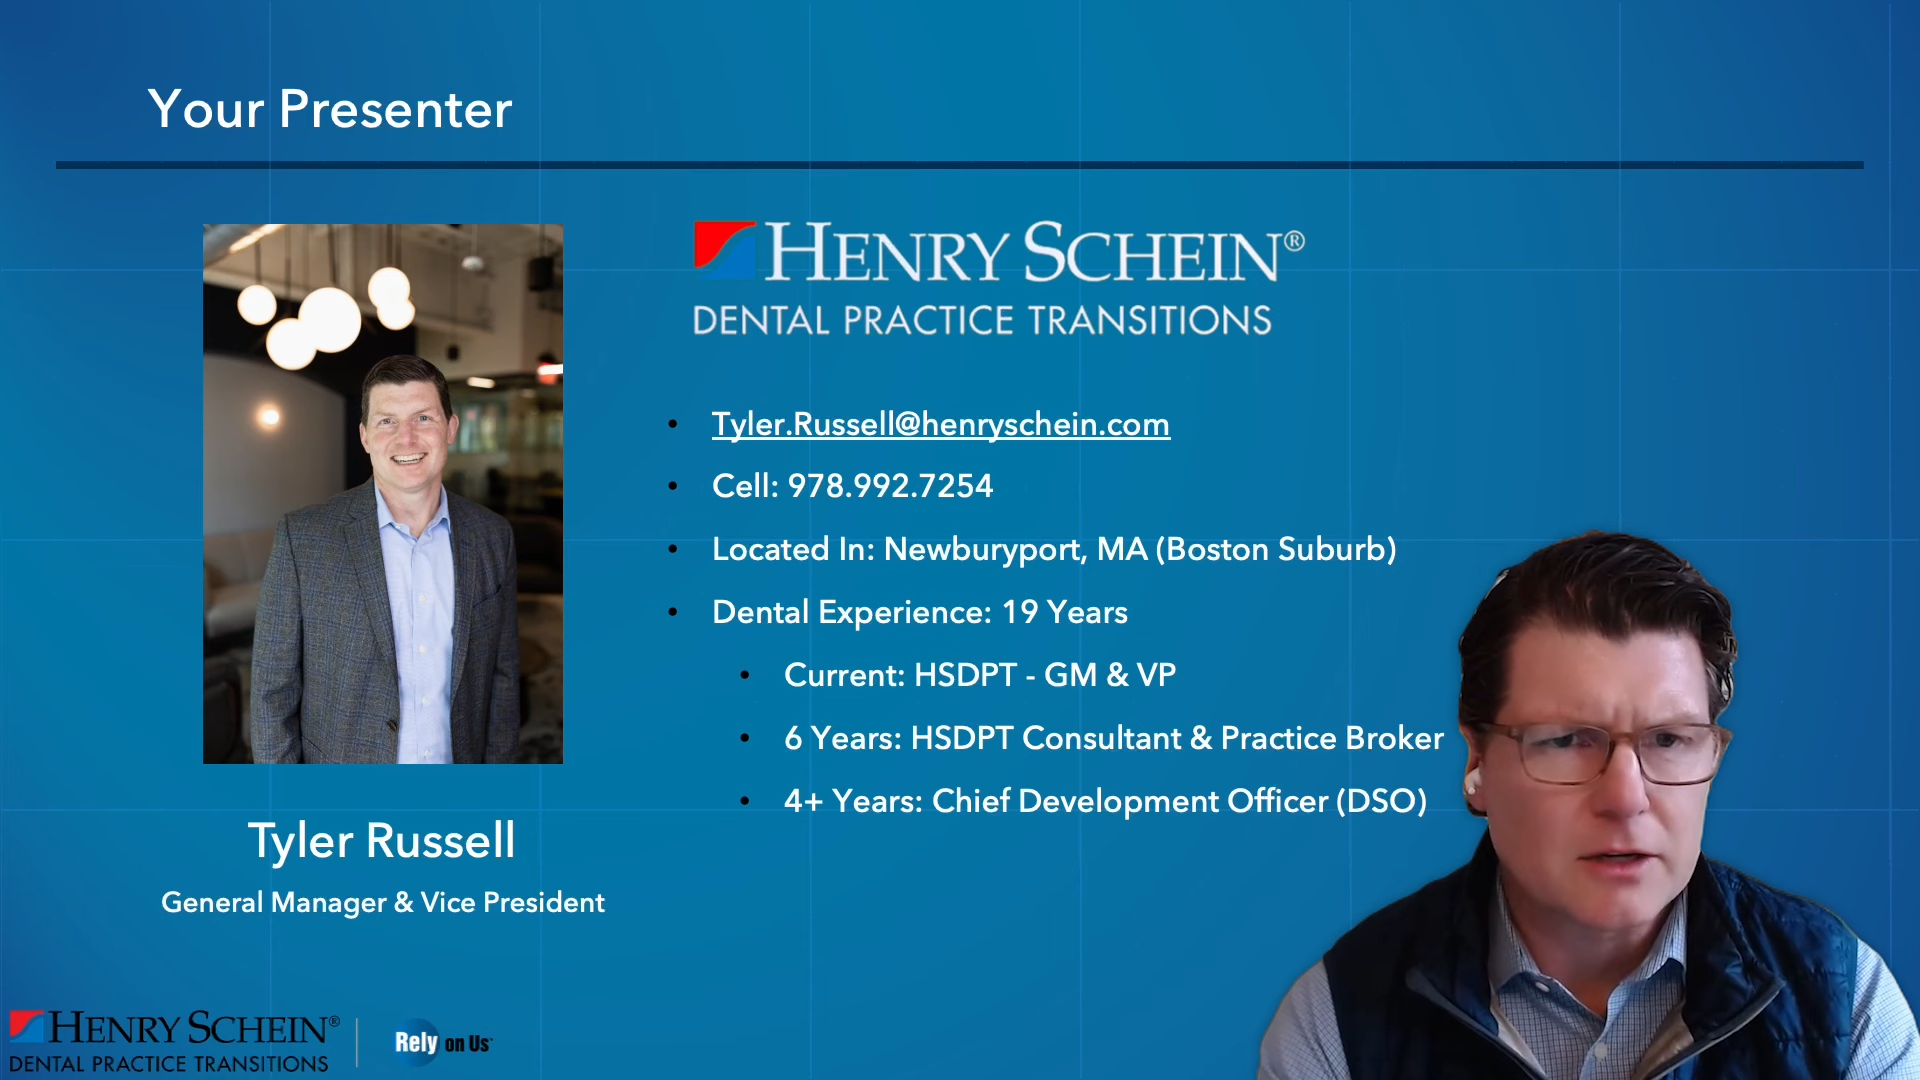 Your Presenter
HENRY SCHEIN®
DENTAL PRACTICE TRANSITIONS
• Tyler.Russell@henryschein.com
• Cell: 978.992.7254
• Located In: Newburyport, MA (Boston Suburb)
• Dental Experience: 19 Years
• Current: HSDPT - GM & VP
• 6 Years: HSDPT Consultant & Practice Broker
• 4+ Years: Chief Development Officer (DSO)
Tyler Russell
General Manager & Vice President
HENRY SCHEIN®
DENTAL PRACTICE TRANSITIONS
Rely on Us™